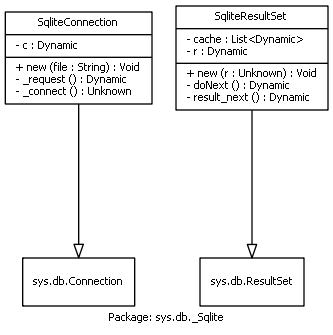 SqliteConnection
- c : Dynamic
+ new (file : String) : Void
- _request () : Dynamic
- _connect () : Unknown
SqliteResultSet
- cache : List<Dynamic>
- r : Dynamic
+ new (r : Unknown) : Void
- doNext () : Dynamic
- result_next () : Dynamic
sys.db.Connection
sys.db.ResultSet
Package: sys.db._Sqlite